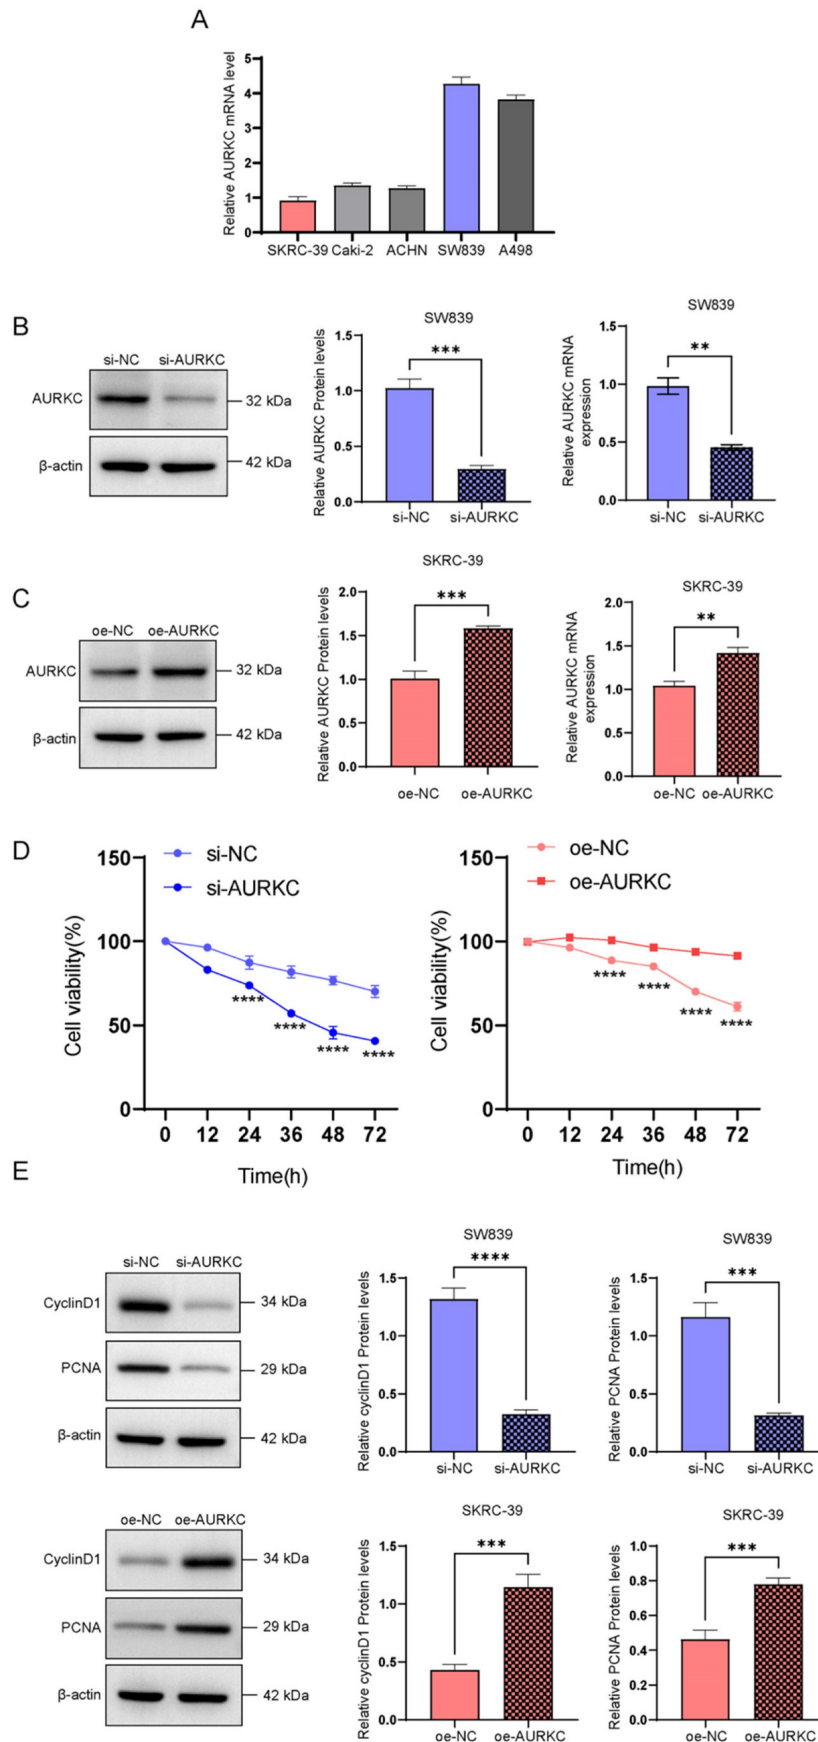 A
Relative AURKC mRNA level
5
4
3
2
1
0
SKRC-39 Caki-2 ACHN SW839 A498
B
si-NC si-AURKC
AURKC
32 kDa
β-actin
42 kDa
SW839
Relative AURKC Protein levels
1.5
1.0
0.5
0.0
***
si-NC si-AURKC
SW839
Relative AURKC mRNA
expression
1.5
1.0
0.5
0.0
**
si-NC si-AURKC
C
oe-NC oe-AURKC
AURKC
32 kDa
β-actin
42 kDa
SKRC-39
Relative AURKC Protein levels
2.0
1.5
1.0
0.5
0.0
***
oe-NC oe-AURKC
SKRC-39
Relative AURKC mRNA
expression
2.0
1.5
1.0
0.5
0.0
**
oe-NC oe-AURKC
D
si-NC
si-AURKC
Cell viability(%)
150
100
50
0
**** **** **** ****
0 12 24 36 48 72
Time(h)
oe-NC
oe-AURKC
Cell viability(%)
150
100
50
0
**** **** **** ****
0 12 24 36 48 72
Time(h)
E
si-NC si-AURKC
CyclinD1
34 kDa
PCNA
29 kDa
β-actin
42 kDa
SW839
Relative cyclinD1 Protein levels
1.5
1.0
0.5
0.0
****
si-NC si-AURKC
SW839
Relative PCNA Protein levels
1.5
1.0
0.5
0.0
***
si-NC si-AURKC
oe-NC oe-AURKC
CyclinD1
34 kDa
PCNA
29 kDa
β-actin
42 kDa
SKRC-39
Relative cyclinD1 Protein levels
1.5
1.0
0.5
0.0
***
oe-NC oe-AURKC
SKRC-39
Relative PCNA Protein levels
1.0
0.8
0.6
0.4
0.2
0.0
***
oe-NC oe-AURKC